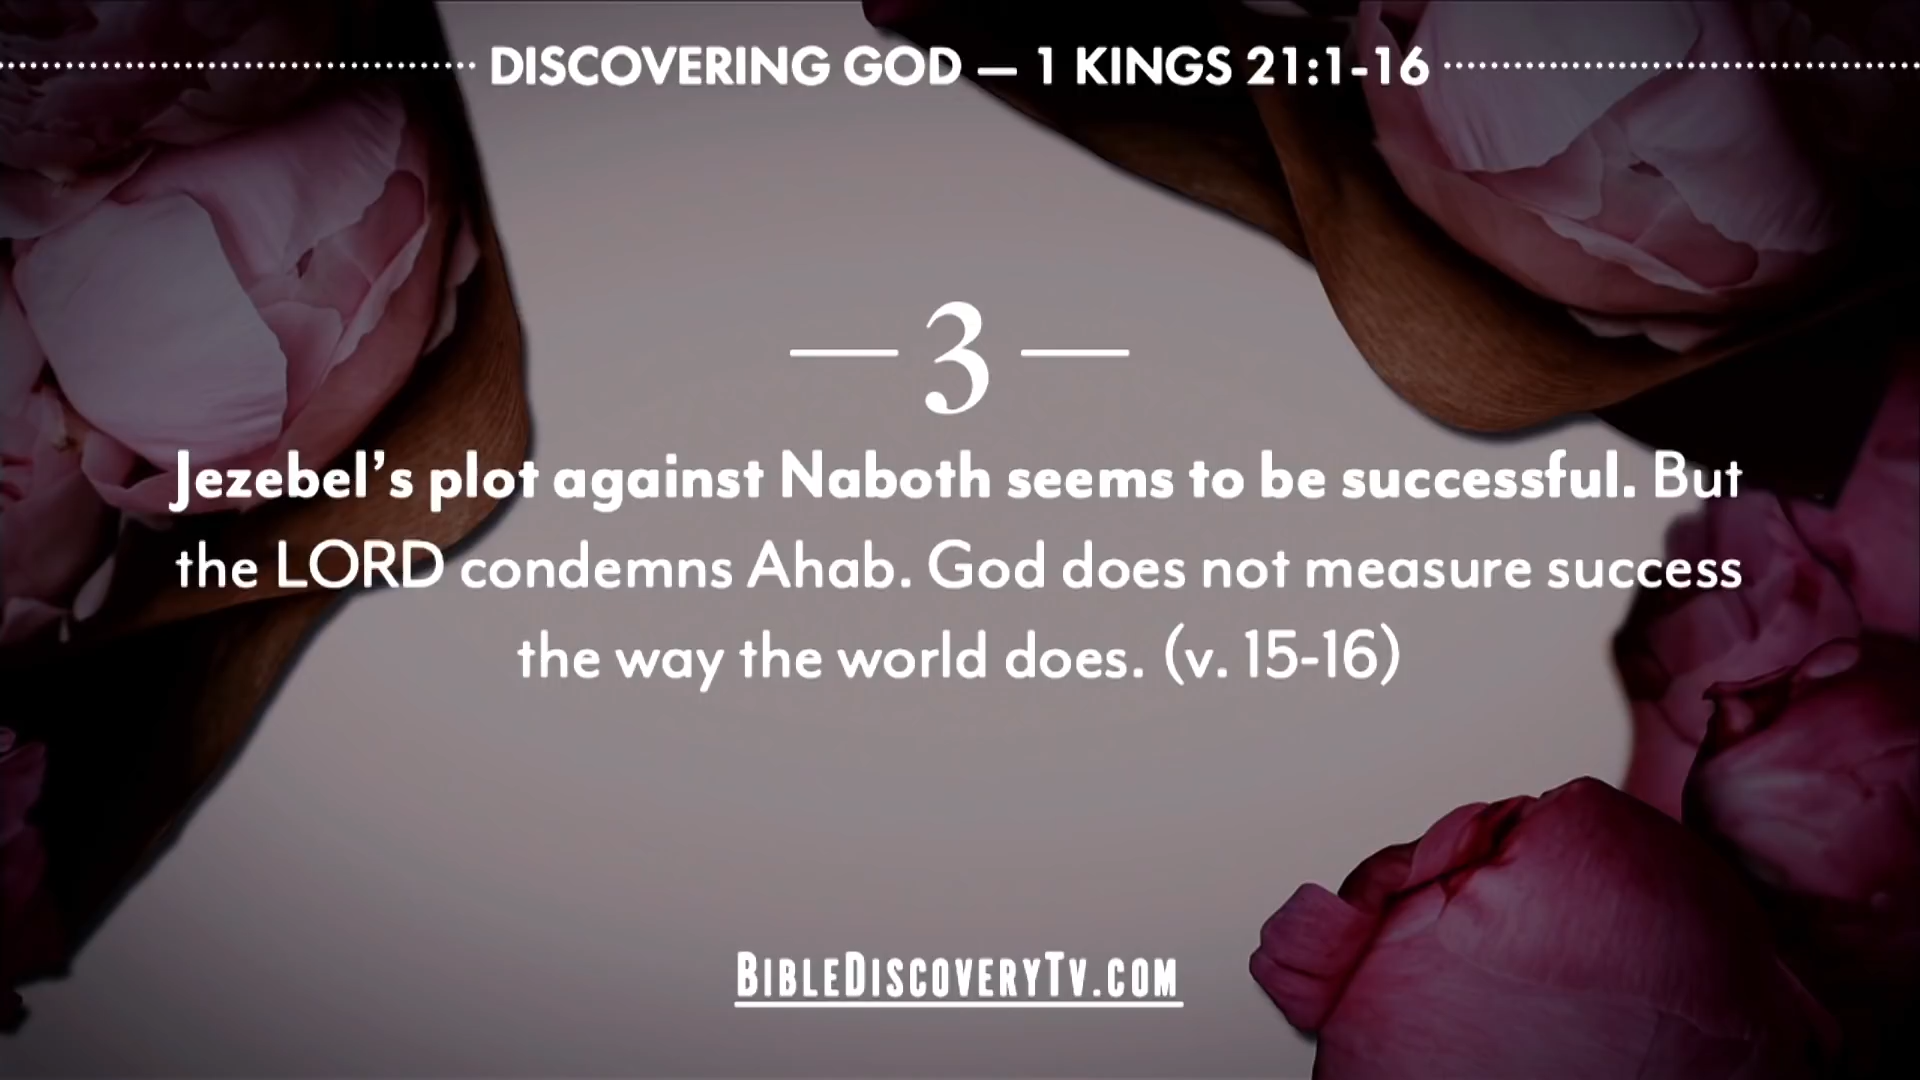 DISCOVERING GOD — 1 KINGS 21:1-16
3
Jezebel’s plot against Naboth seems to be successful. But
the LORD condemns Ahab. God does not measure success
the way the world does. (v. 15-16)
BIBLEDISCOVERYTV.COM